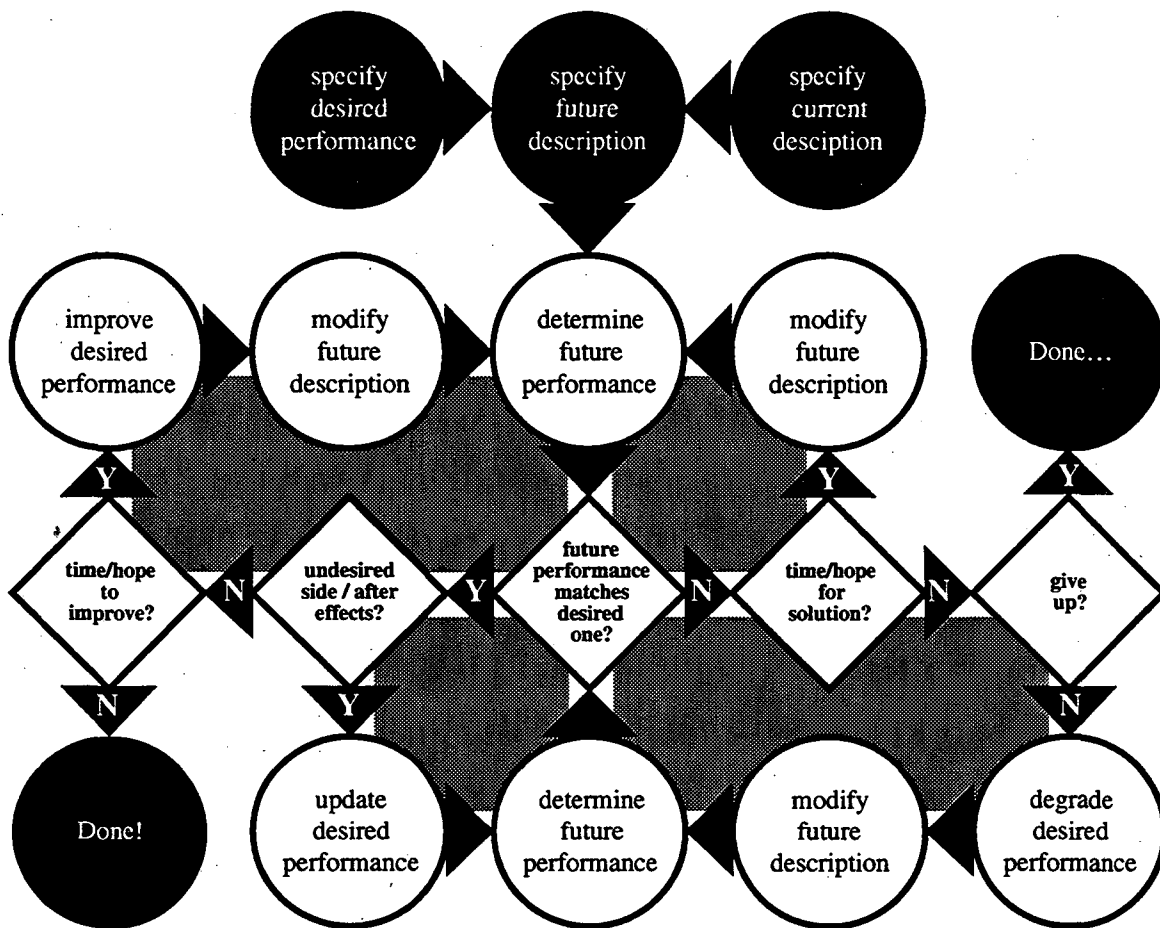 specify
desired
performance
specify
future
description
specify
current
desciption
improve
desired
performance
modify
future
description
determine
future
performance
modify
future
description
Done...
Y
Y
Y
time/hope
to
improve?
N
undesired
side / after
effects?
Y
future
performance
matches
desired
one?
N
time/hope
for
solution?
N
give
up?
N
Y
N
Done!
update
desired
performance
determine
future
performance
modify
future
description
degrade
desired
performance